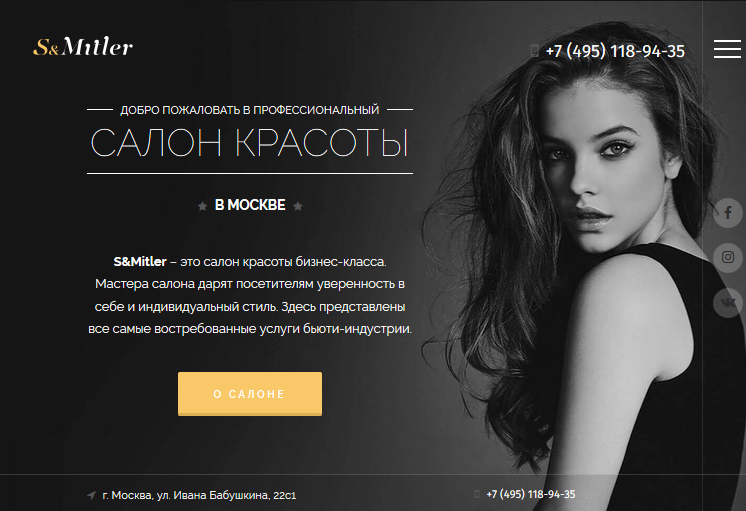 S&Mitler
+7 (495) 118-94-35
ДОБРО ПОЖАЛОВАТЬ В ПРОФЕССИОНАЛЬНЫЙ
САЛОН КРАСОТЫ
В МОСКВЕ
S&Mitler – это салон красоты бизнес-класса.
Мастера салона дарят посетителям уверенность в
себе и индивидуальный стиль. Здесь представлены
все самые востребованные услуги бьюти-индустрии.
О САЛОНЕ
г. Москва, ул. Ивана Бабушкина, 22с1
+7 (495) 118-94-35